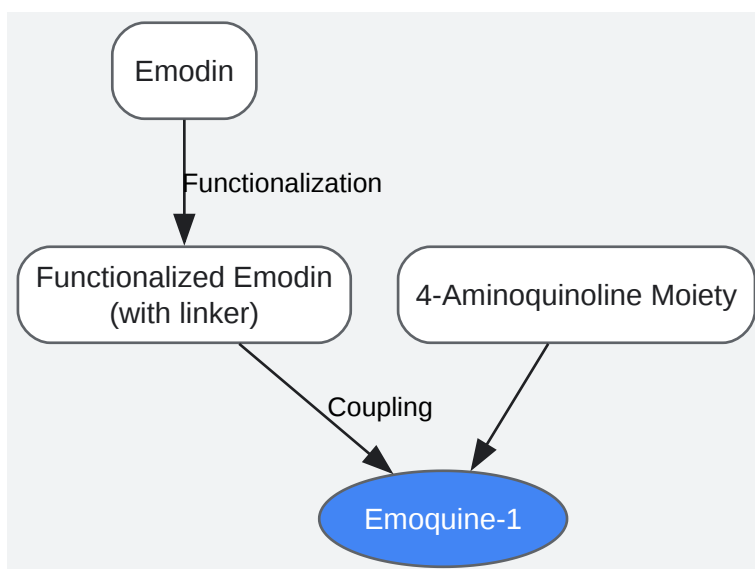 Emodin
Functionalization
Functionalized Emodin
(with linker)
4-Aminoquinoline Moiety
Coupling
Emoquine-1